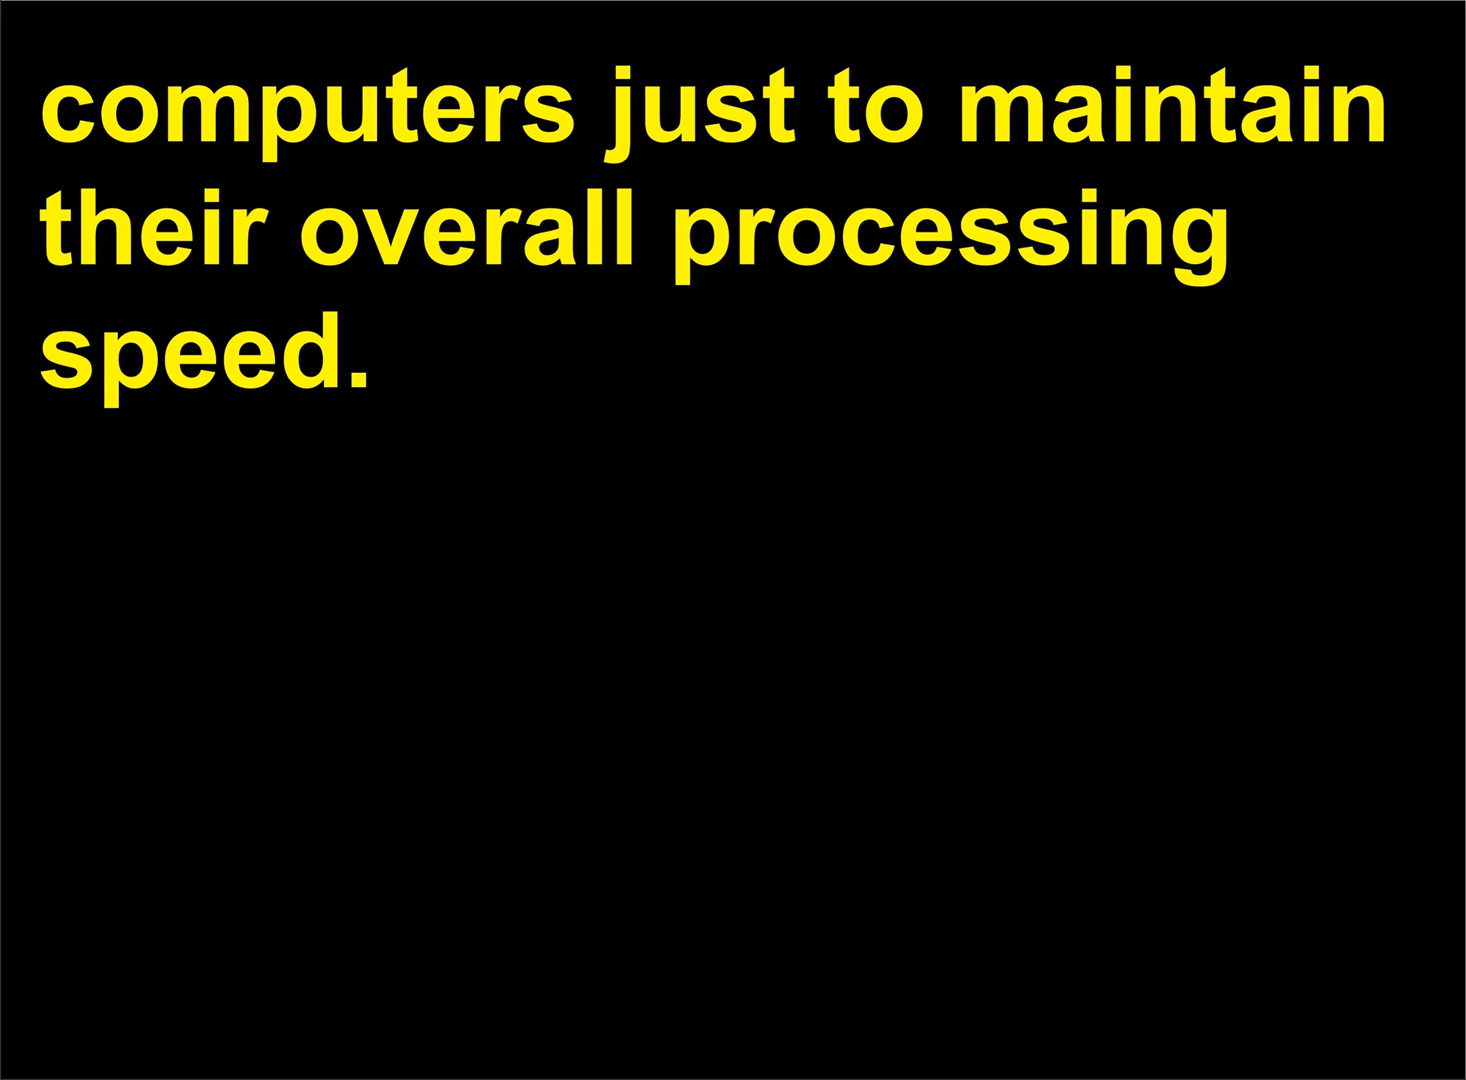 computers just to maintain
their overall processing
speed.